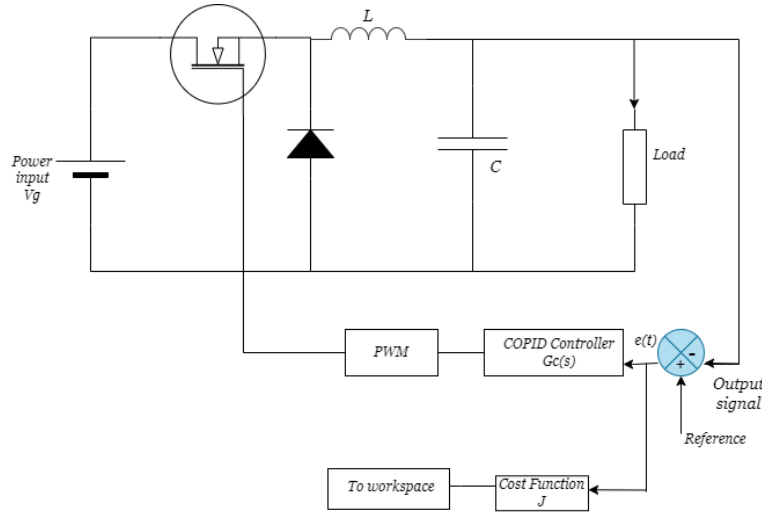 L
Power
input
Vg
C
Load
PWM
COPID Controller
Gc(s)
e(t)
-
+
Output
signal
Reference
To workspace
Cost Function
J